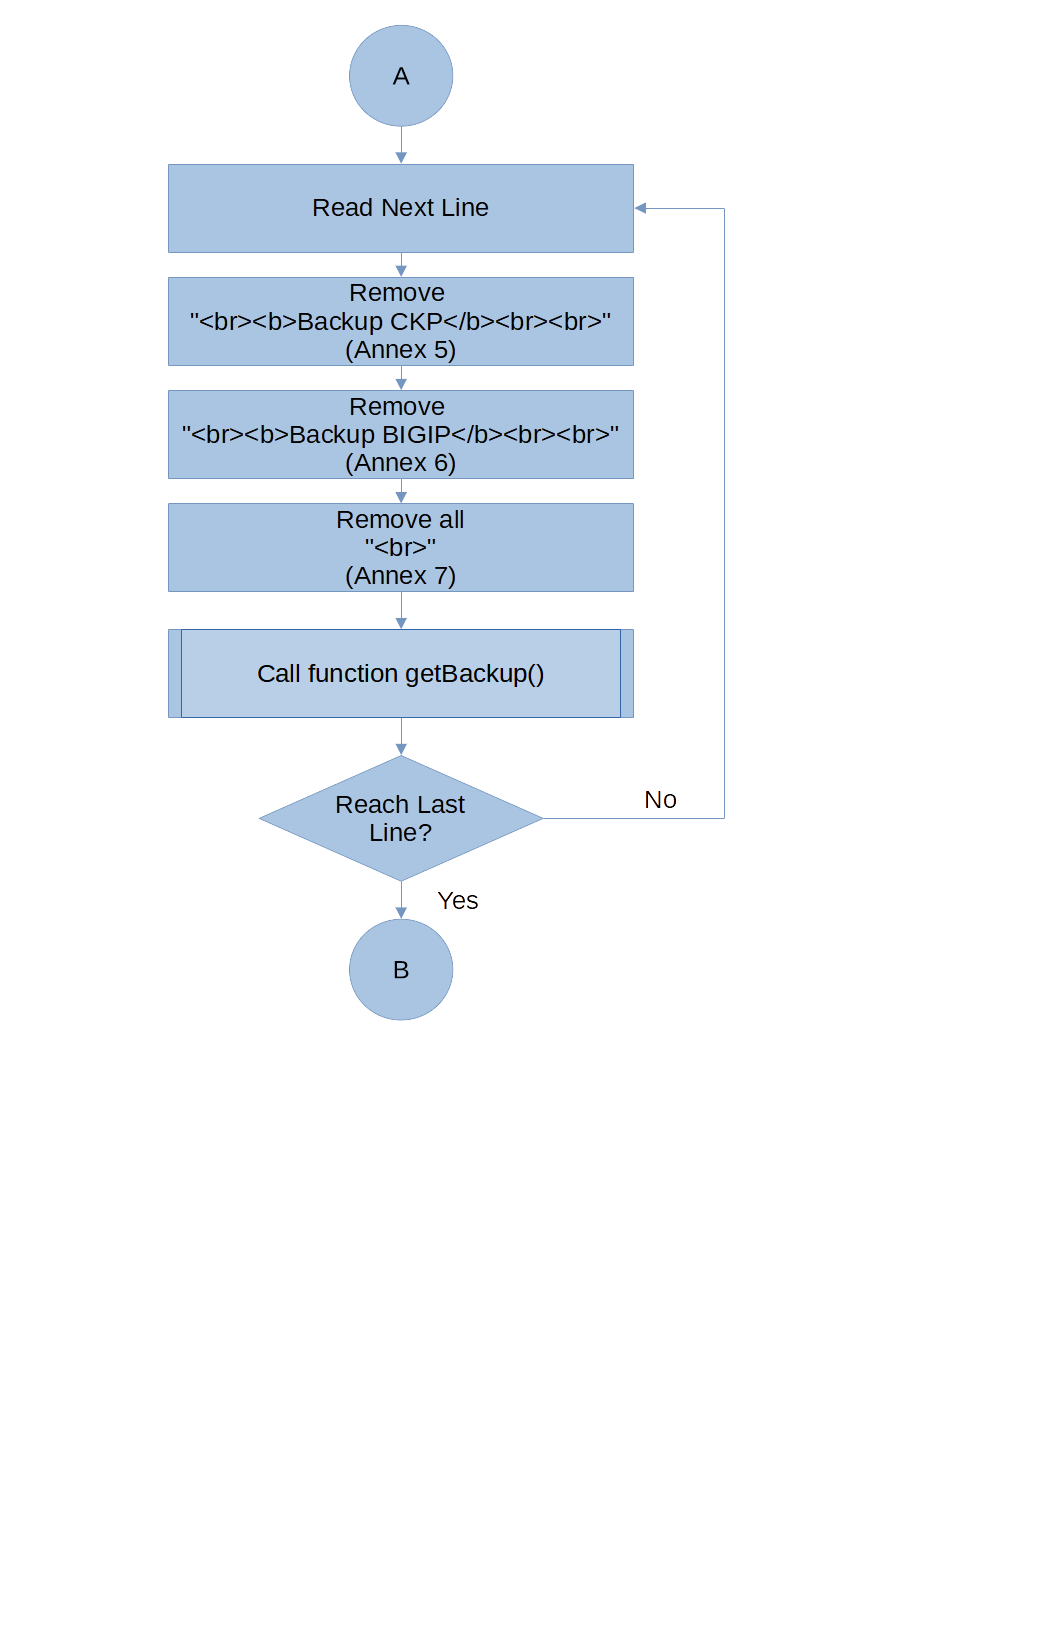 A
Read Next Line
Remove
"<br><b>Backup CKP</b><br><br>"
(Annex 5)
Remove
"<br><b>Backup BIGIP</b><br><br>"
(Annex 6)
Remove all
"<br>"
(Annex 7)
Call function getBackup()
Reach Last
Line?
No
Yes
B